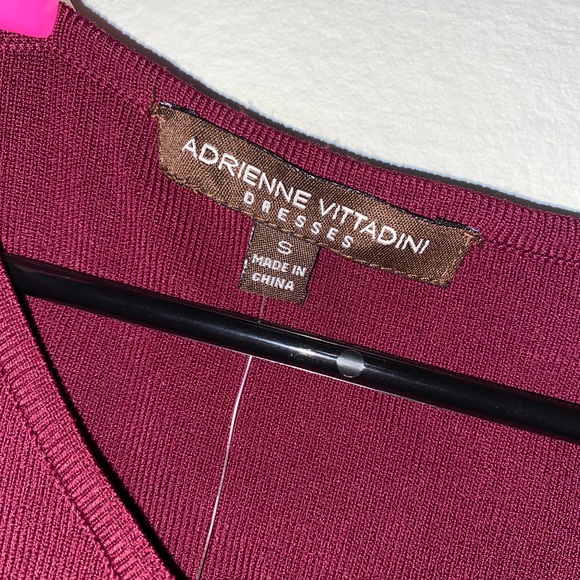 ADRIENNE VITTADINI
DRESSES
S
MADE IN
CHINA